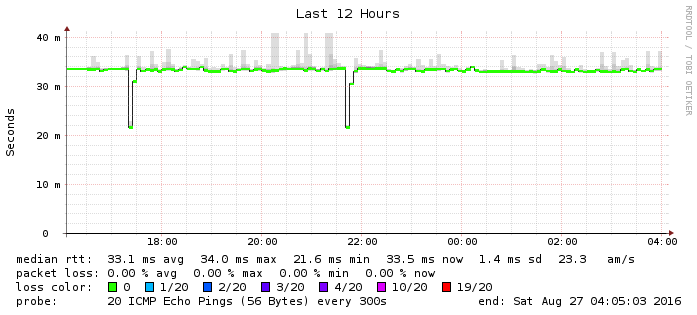 Last 12 Hours
RRDTOOL / TOBI OETIKER
Seconds
40 m
30 m
20 m
10 m
0
18:00 20:00 22:00 00:00 02:00 04:00
median rtt: 33.1 ms avg 34.0 ms max 21.6 ms min 33.5 ms now 1.4 ms sd 23.3 am/s
packet loss: 0.00 % avg 0.00 % max 0.00 % min 0.00 % now
loss color: 0 1/20 2/20 3/20 4/20 10/20 19/20
probe: 20 ICMP Echo Pings (56 Bytes) every 300s end: Sat Aug 27 04:05:03 2016